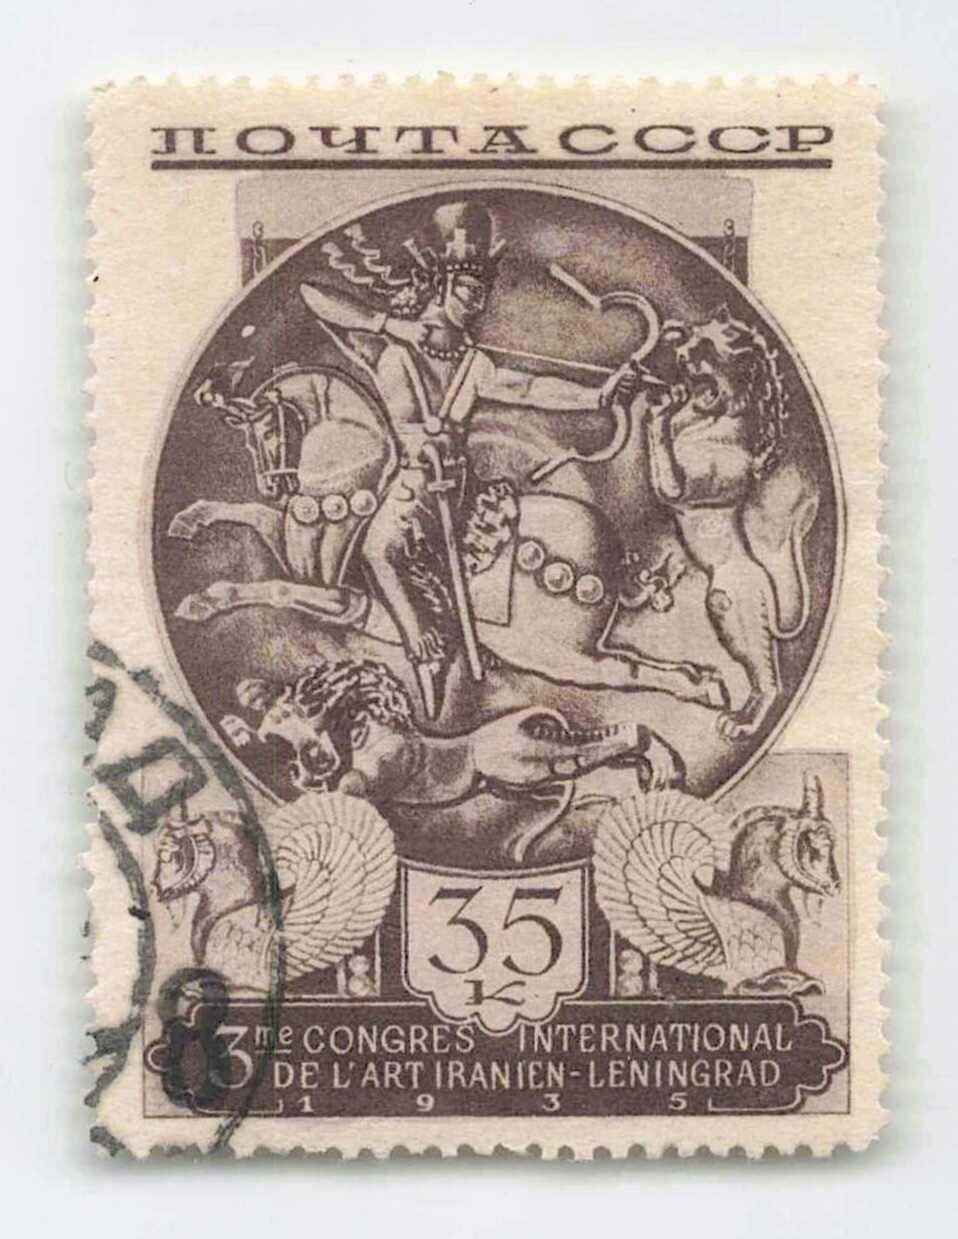 ПОЧТА СССР
35
К
3me CONGRES INTERNATIONAL
DE L'ART IRANIEN-LENINGRAD
1935